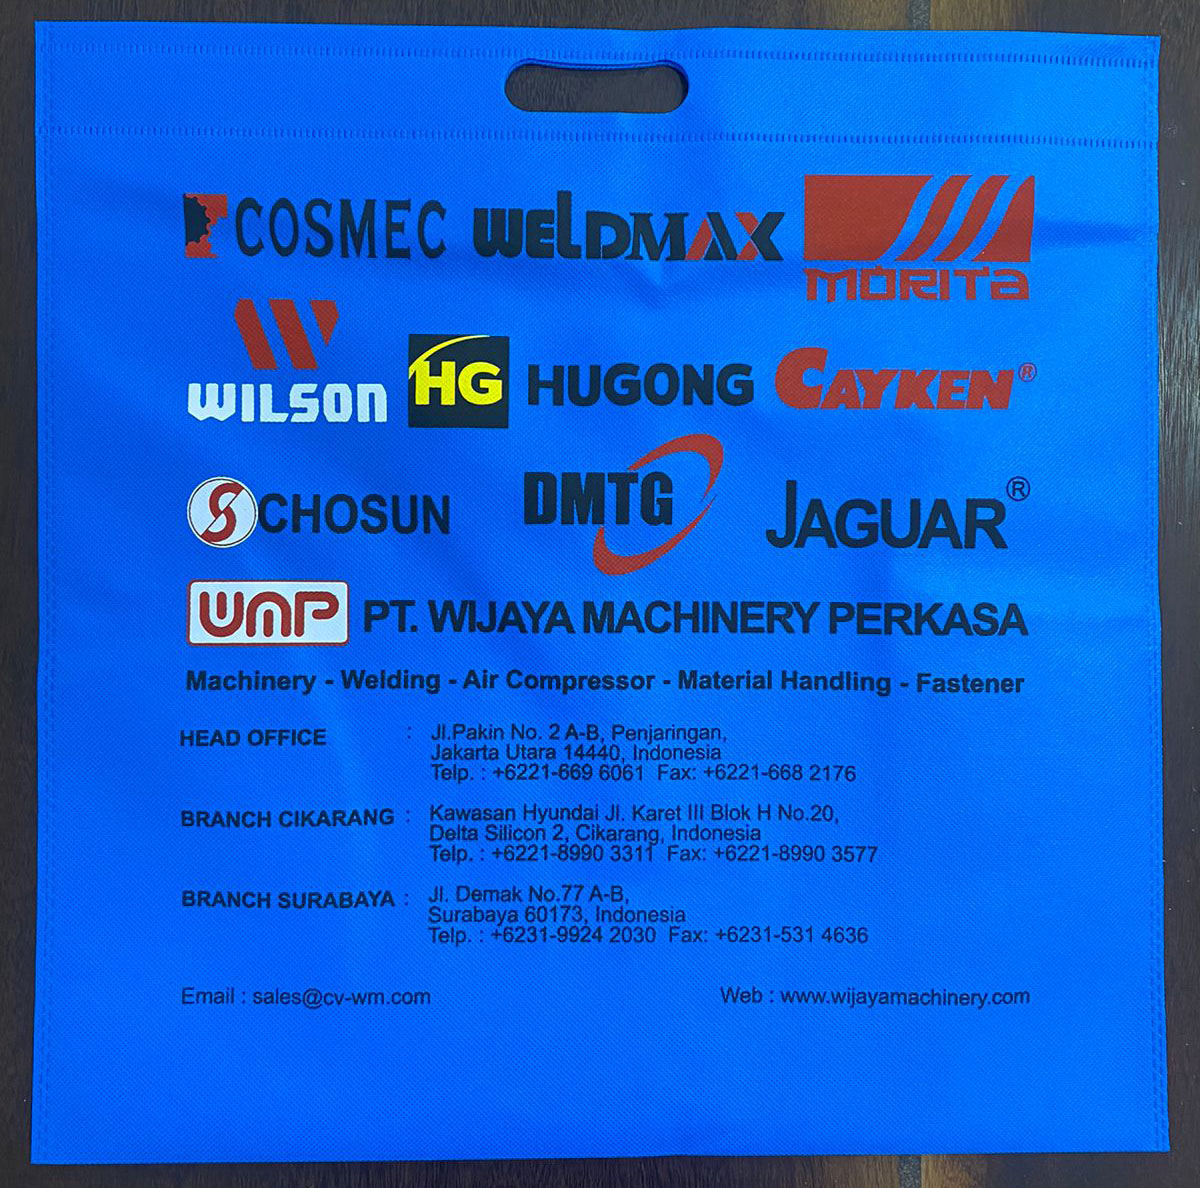 COSMEC WELDMAX MORITA
WILSON HG HUGONG CAYKEN®
S CHOSUN DMTG JAGUAR®
WMP PT. WIJAYA MACHINERY PERKASA
Machinery - Welding - Air Compressor - Material Handling - Fastener
HEAD OFFICE : Jl.Pakin No. 2 A-B, Penjaringan,
Jakarta Utara 14440, Indonesia
Telp. : +6221-669 6061 Fax: +6221-668 2176
BRANCH CIKARANG : Kawasan Hyundai Jl. Karet III Blok H No.20,
Delta Silicon 2, Cikarang, Indonesia
Telp. : +6221-8990 3311 Fax: +6221-8990 3577
BRANCH SURABAYA : Jl. Demak No.77 A-B,
Surabaya 60173, Indonesia
Telp. : +6231-9924 2030 Fax: +6231-531 4636
Email : sales@cv-wm.com Web : www.wijayamachinery.com